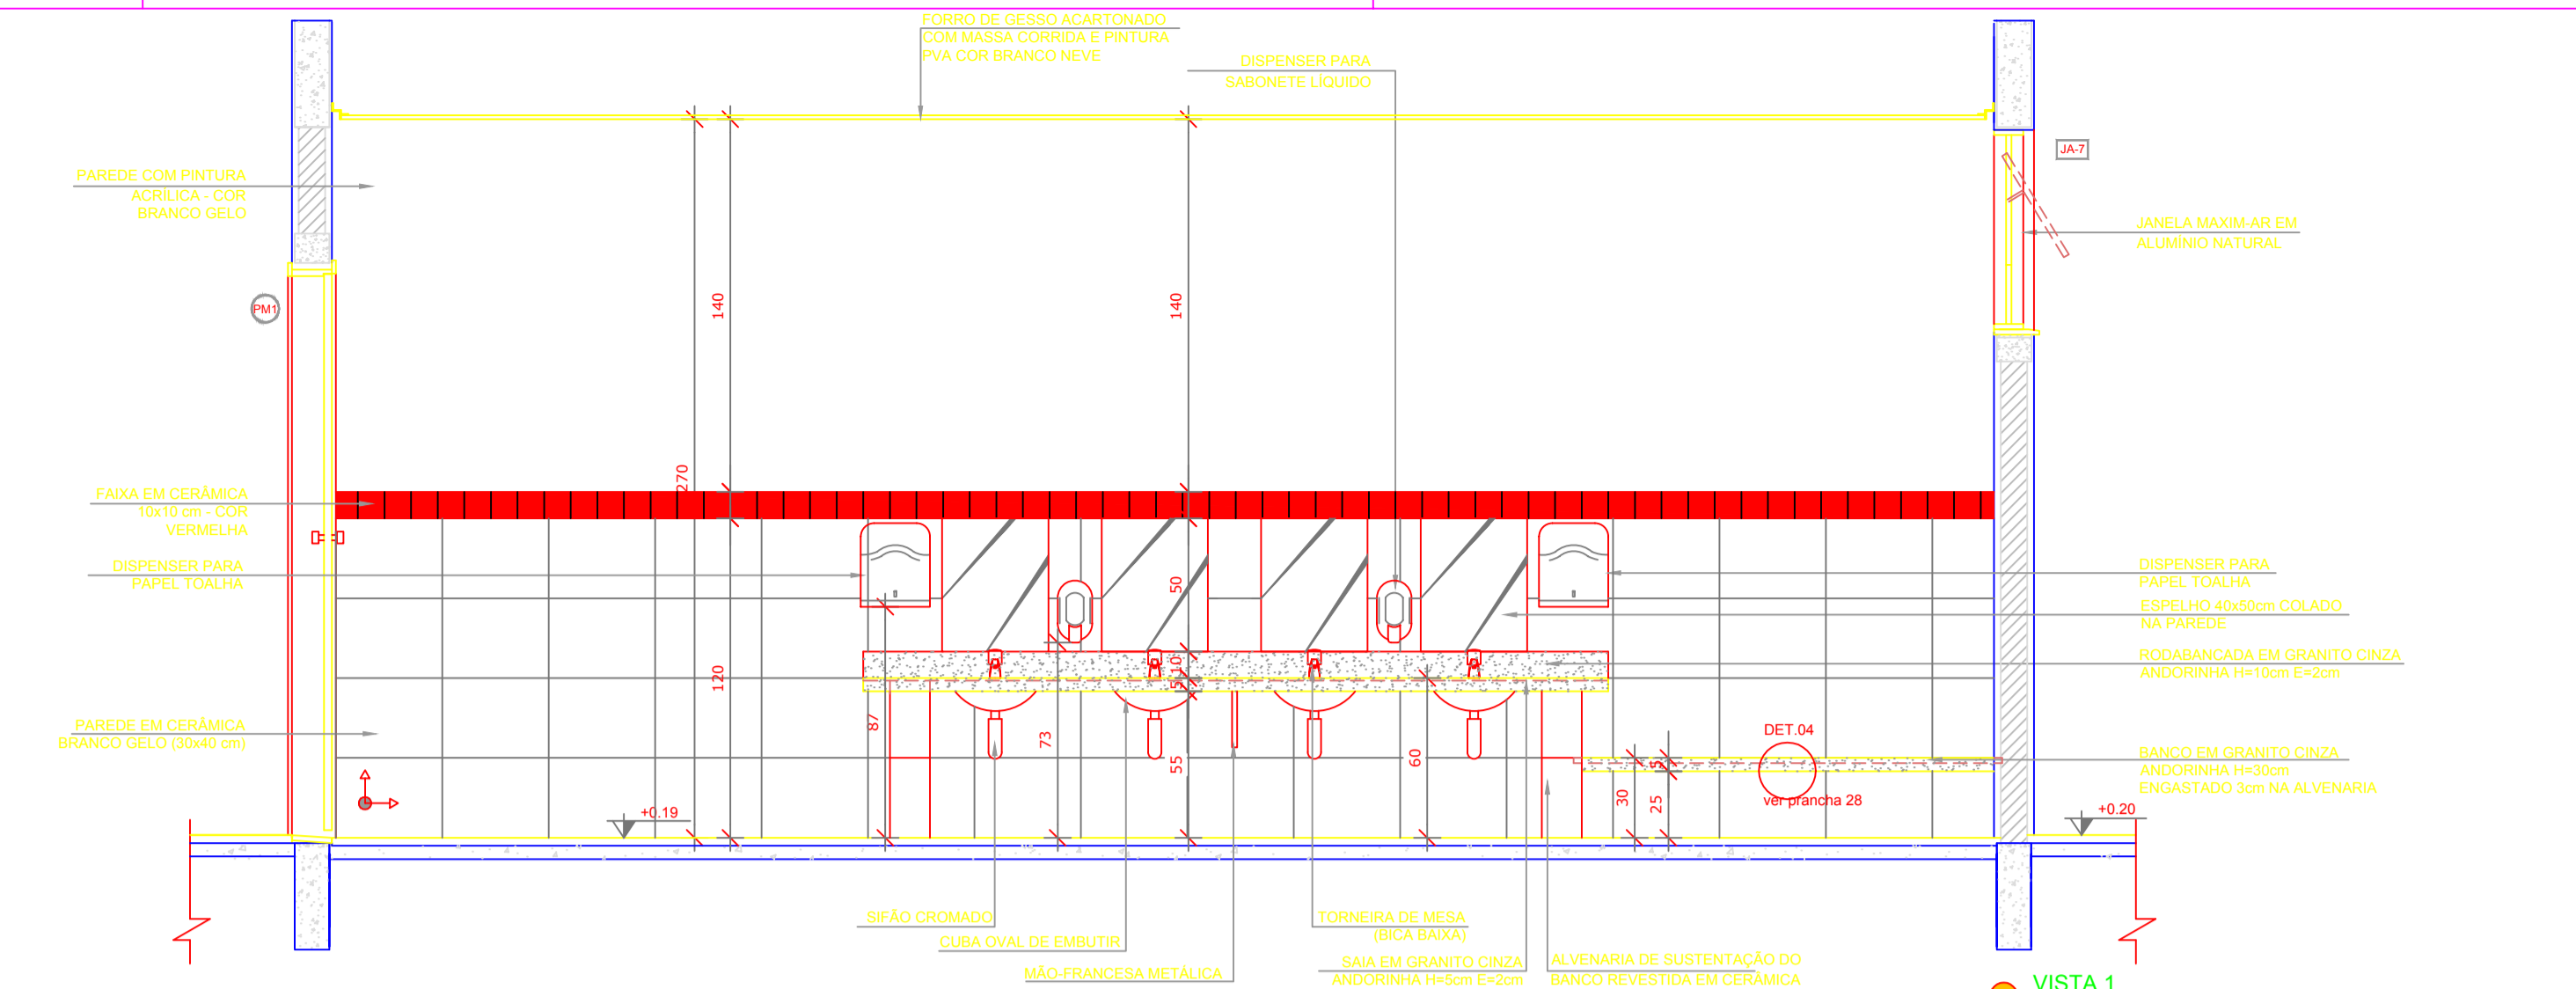 FORRO DE GESSO ACARTONADO
COM MASSA CORRIDA E PINTURA
PVA COR BRANCO NEVE
DISPENSER PARA
SABONETE LÍQUIDO
JA-7
PAREDE COM PINTURA
ACRÍLICA - COR
BRANCO GELO
JANELA MAXIM-AR EM
ALUMÍNIO NATURAL
PM1
140
140
270
FAIXA EM CERÂMICA
10x10 cm - COR
VERMELHA
DISPENSER PARA
PAPEL TOALHA
50
DISPENSER PARA
PAPEL TOALHA
ESPELHO 40x50cm COLADO
NA PAREDE
RODABANCADA EM GRANITO CINZA
ANDORINHA H=10cm E=2cm
120
10
5
87
73
55
60
PAREDE EM CERÂMICA
BRANCO GELO (30x40 cm)
DET.04
BANCO EM GRANITO CINZA
ANDORINHA H=30cm
ENGASTADO 3cm NA ALVENARIA
5
30
25
ver prancha 28
+0.19
+0.20
SIFÃO CROMADO
TORNEIRA DE MESA
(BICA BAIXA)
CUBA OVAL DE EMBUTIR
MÃO-FRANCESA METÁLICA
SAIA EM GRANITO CINZA
ANDORINHA H=5cm E=2cm
ALVENARIA DE SUSTENTAÇÃO DO
BANCO REVESTIDA EM CERÂMICA
VISTA 1